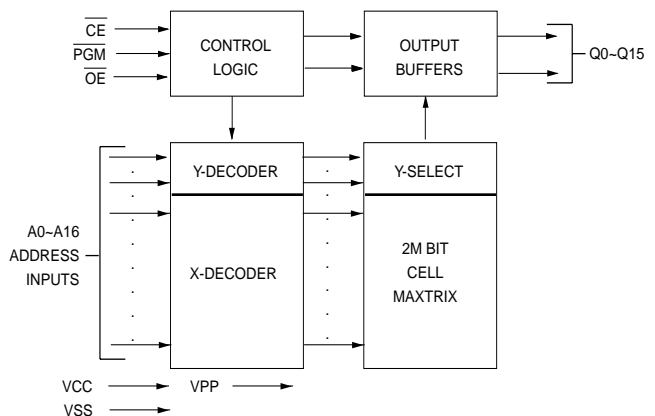 CE
PGM
OE
CONTROL
LOGIC
OUTPUT
BUFFERS
Q0~Q15
A0~A16
ADDRESS
INPUTS
Y-DECODER
X-DECODER
Y-SELECT
2M BIT
CELL
MAXTRIX
VCC
VPP
VSS